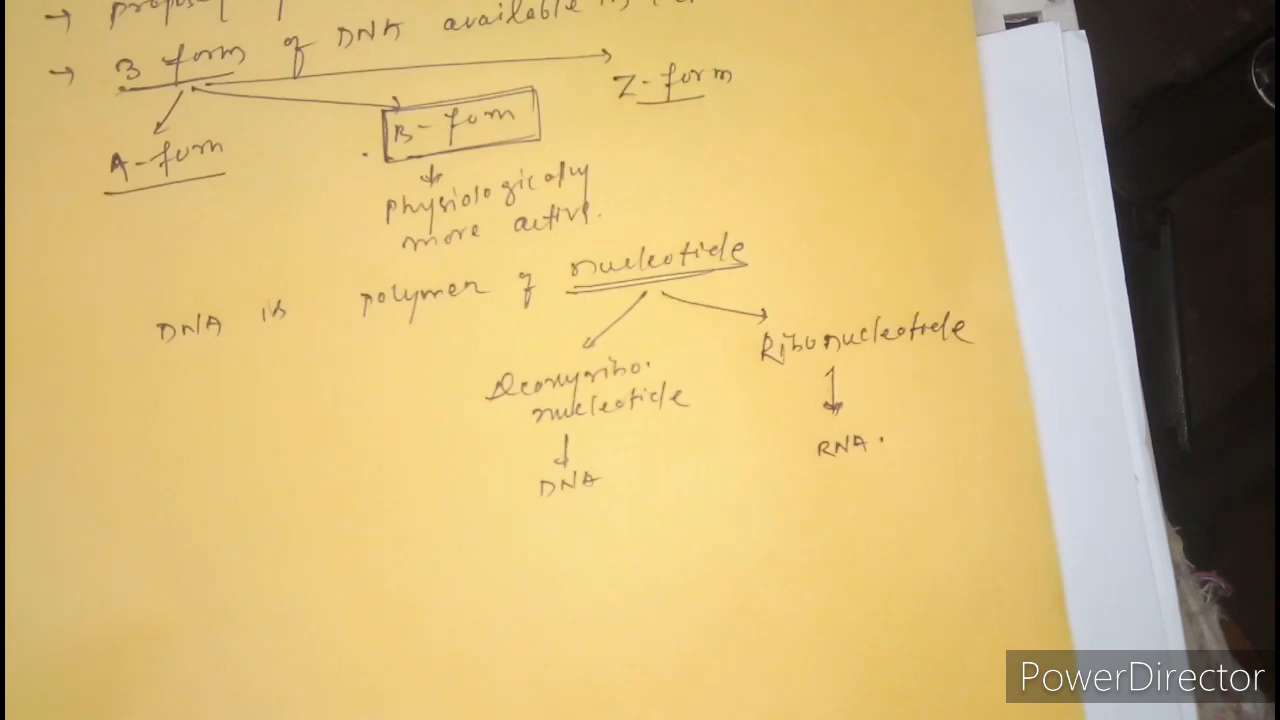 →
→ 3 form of DNA available
A-form
B-form
Z-form
physiologically
more active.
DNA is polymer of nucleotide
Deoxyribo.
nucleotide
DNA
Ribonucleotide
RNA.
PowerDirector